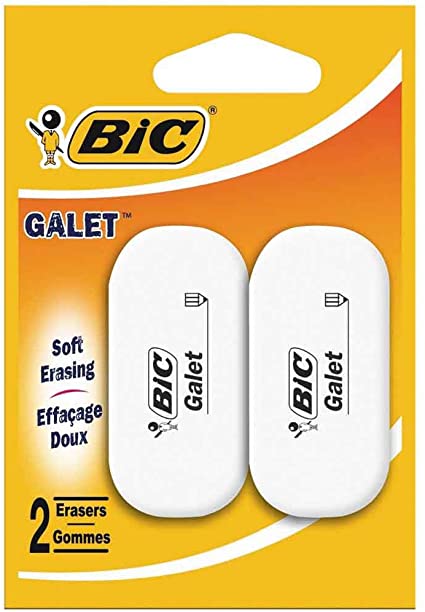 BiC®
GALET™
Soft
Erasing
Effaçage
Doux
2 Erasers
Gommes
BiC
Galet
BiC
Galet